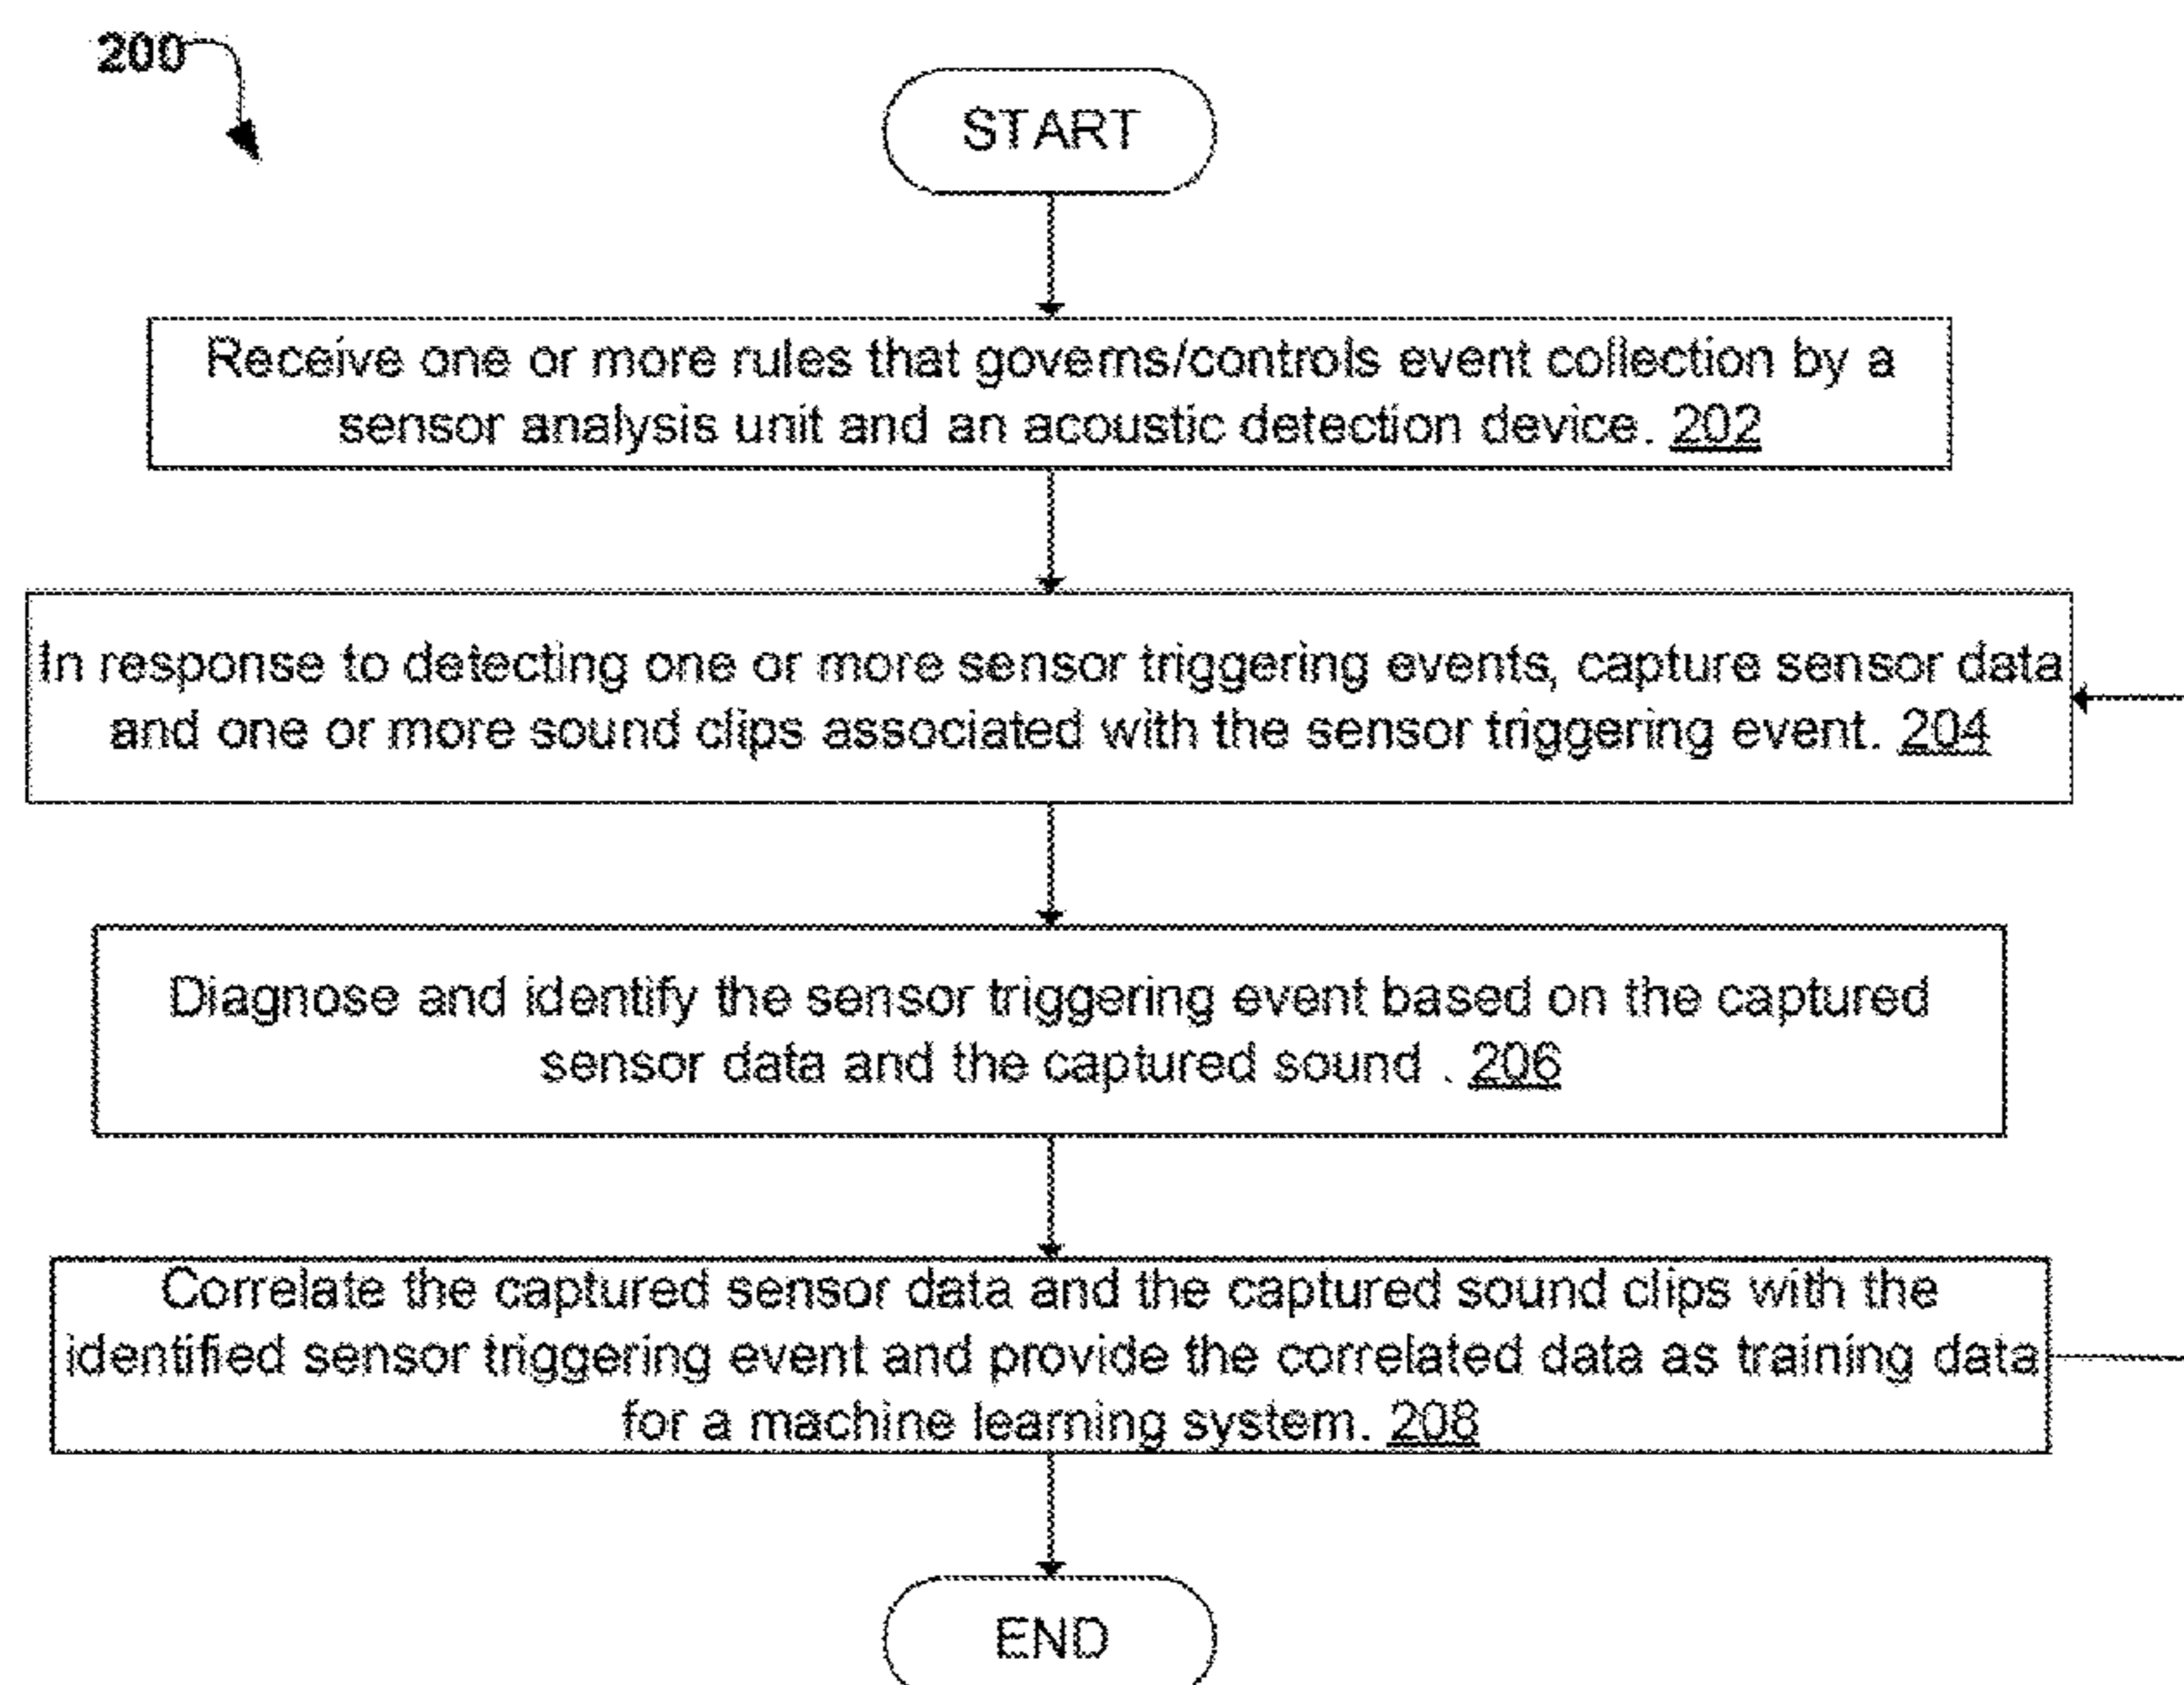 200
START
Receive one or more rules that governs/controls event collection by a
sensor analysis unit and an acoustic detection device. 202
In response to detecting one or more sensor triggering events, capture sensor data
and one or more sound clips associated with the sensor triggering event. 204
Diagnose and identify the sensor triggering event based on the captured
sensor data and the captured sound . 206
Correlate the captured sensor data and the captured sound clips with the
identified sensor triggering event and provide the correlated data as training data
for a machine learning system. 208
END